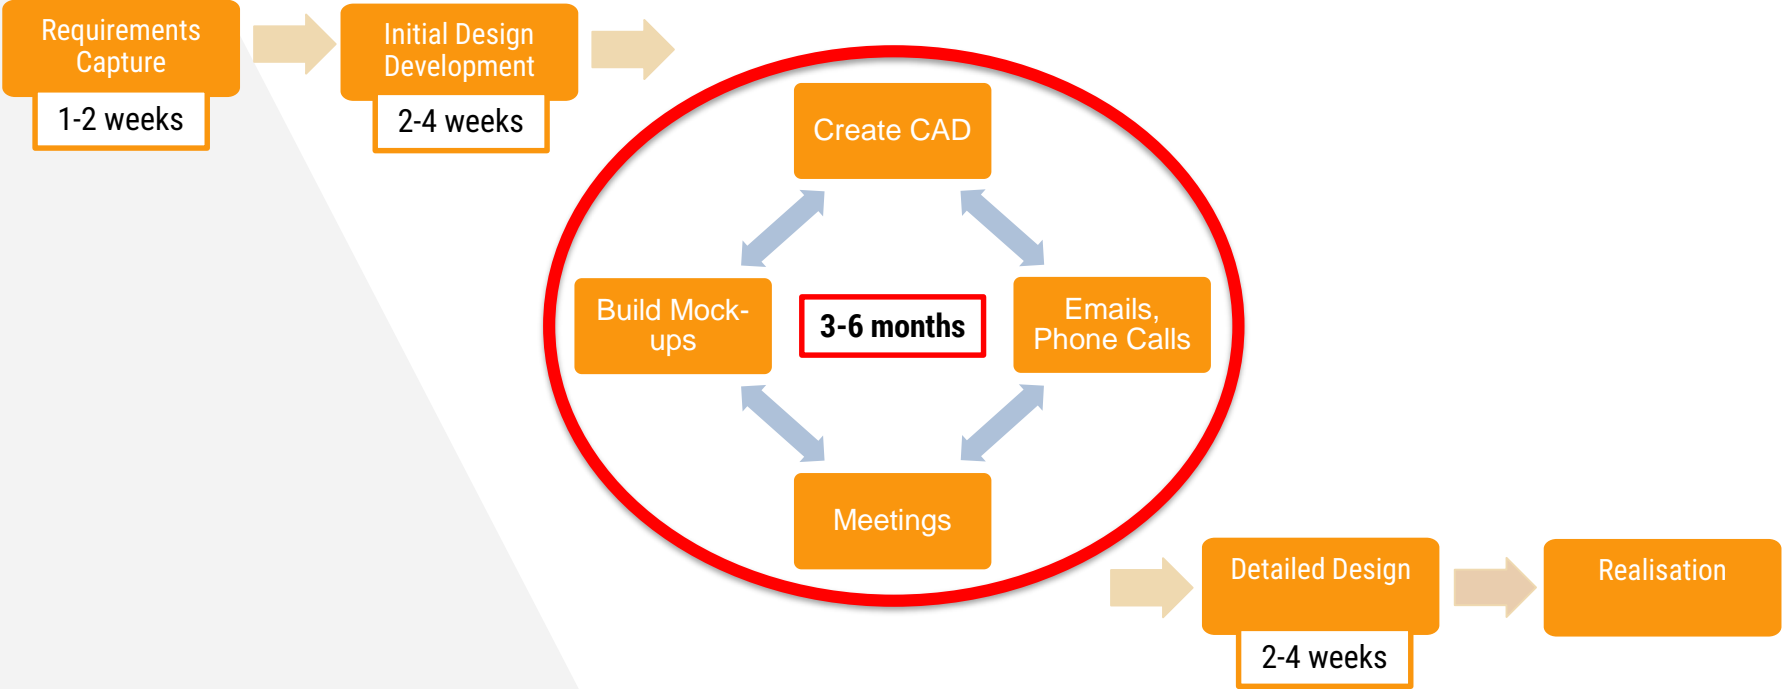 Requirements
Capture
1-2 weeks
Initial Design
Development
2-4 weeks
Create CAD
Build Mock-
ups
3-6 months
Emails,
Phone Calls
Meetings
Detailed Design
2-4 weeks
Realisation